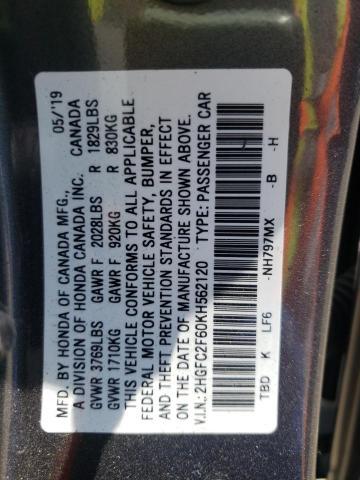 MFD. BY HONDA OF CANADA MFG., 05/'19
A DIVISION OF HONDA CANADA INC. CANADA
GVWR 3769LBS GAWR F 2028LBS R 1829LBS
GVWR 1710KG GAWR F 920KG R 830KG
THIS VEHICLE CONFORMS TO ALL APPLICABLE
FEDERAL MOTOR VEHICLE SAFETY, BUMPER,
AND THEFT PREVENTION STANDARDS IN EFFECT
ON THE DATE OF MANUFACTURE SHOWN ABOVE.
V.I.N.: 2HGFC2F60KH562120 TYPE: PASSENGER CAR
TBD K LF6 -NH797MX -B -H